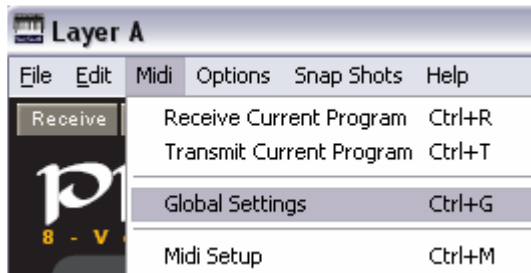 Layer A
File Edit Midi Options Snap Shots Help
Receive
Receive Current Program Ctrl+R
Transmit Current Program Ctrl+T
Global Settings Ctrl+G
8 - V
Midi Setup Ctrl+M